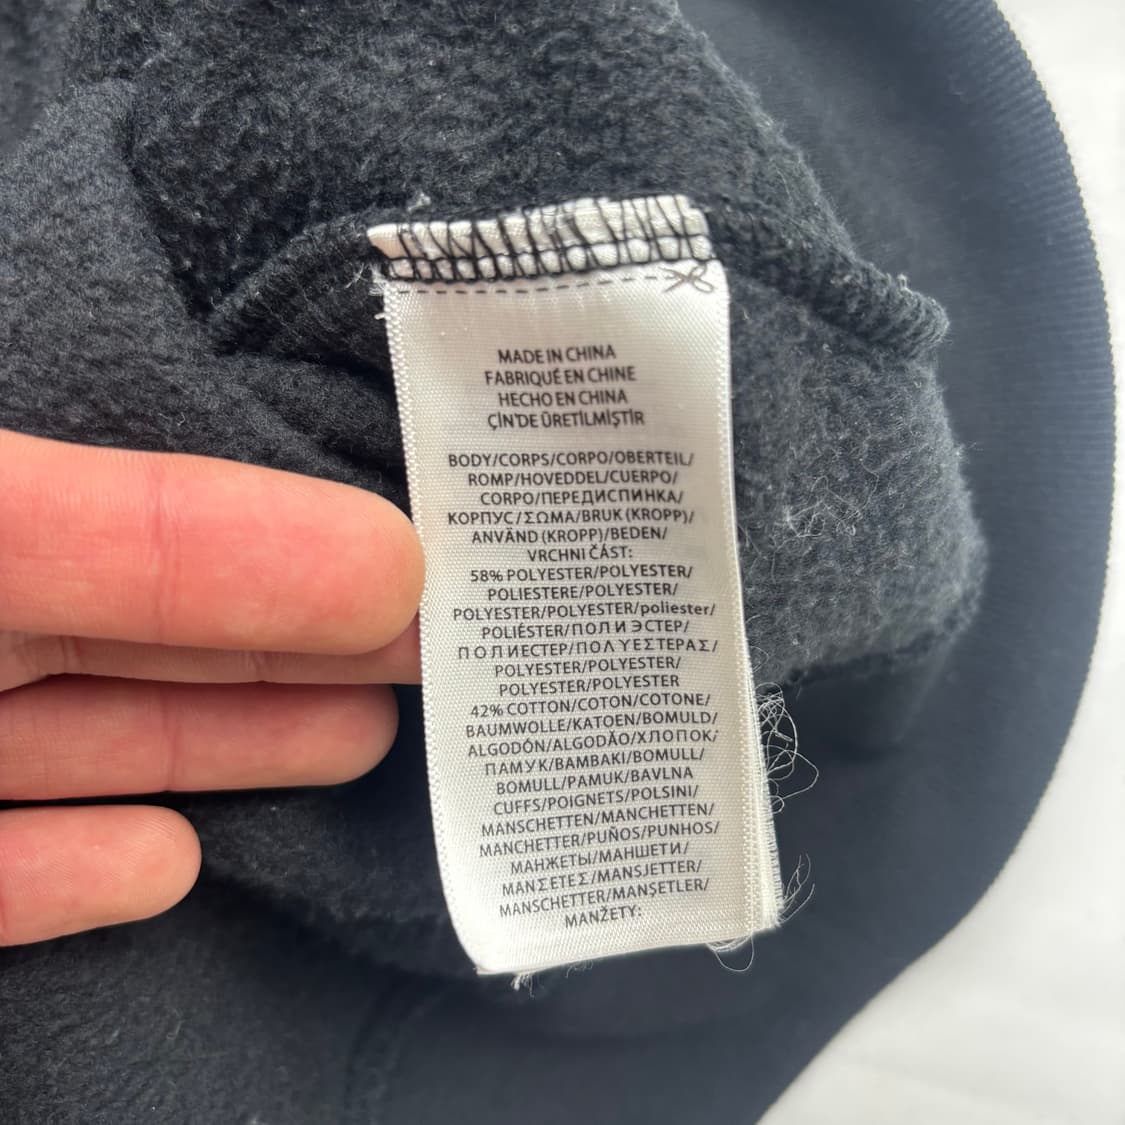 MADE IN CHINA
FABRIQUÉ EN CHINE
HECHO EN CHINA
ÇİN'DE ÜRETİLMİŞTİR
BODY/CORPS/CORPO/OBERTEIL/
ROMP/HOVEDDEL/CUERPO/
CORPO/ПЕРЕДИСПИНКА/
КОРПУС/ΣΩΜΑ/BRUK (KROPP)/
ANVÄND (KROPP)/BEDEN/
VRCHNI ČÁST:
58% POLYESTER/POLYESTER/
POLIESTERE/POLYESTER/
POLYESTER/POLYESTER/poliester/
POLIÉSTER/ПОЛИЭСТЕР/
ПОЛИЕСТЕР/ΠΟΛΥΕΣΤΕΡΑΣ/
POLYESTER/POLYESTER/
POLYESTER/POLYESTER
42% COTTON/COTON/COTONE/
BAUMWOLLE/KATOEN/BOMULD/
ALGODÓN/ALGODÃO/ХЛОПОК/
ПАМУК/BAMBAKI/BOMULL/
BOMULL/PAMUK/BAVLNA
CUFFS/POIGNETS/POLSINI/
MANSCHETTEN/MANCHETTEN/
MANCHETTER/PUÑOS/PUNHOS/
МАНЖЕТЫ/МАНШЕТИ/
ΜΑΝΣΕΤΕΣ/MANSJETTER/
MANSCHETTER/MANŞETLER/
MANŽETY: